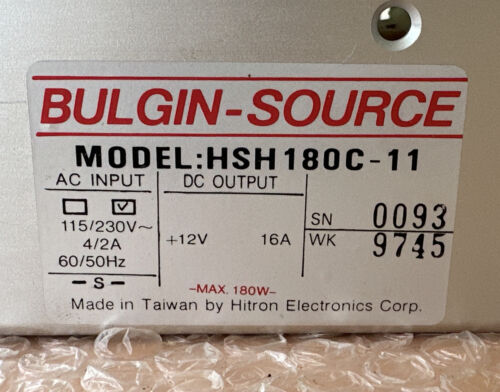 BULGIN-SOURCE
MODEL:HSH180C-11
AC INPUT
115/230V~
4/2A
60/50Hz
-S-
DC OUTPUT
+12V 16A
-MAX. 180W-
SN 0093
WK 9745
Made in Taiwan by Hitron Electronics Corp.